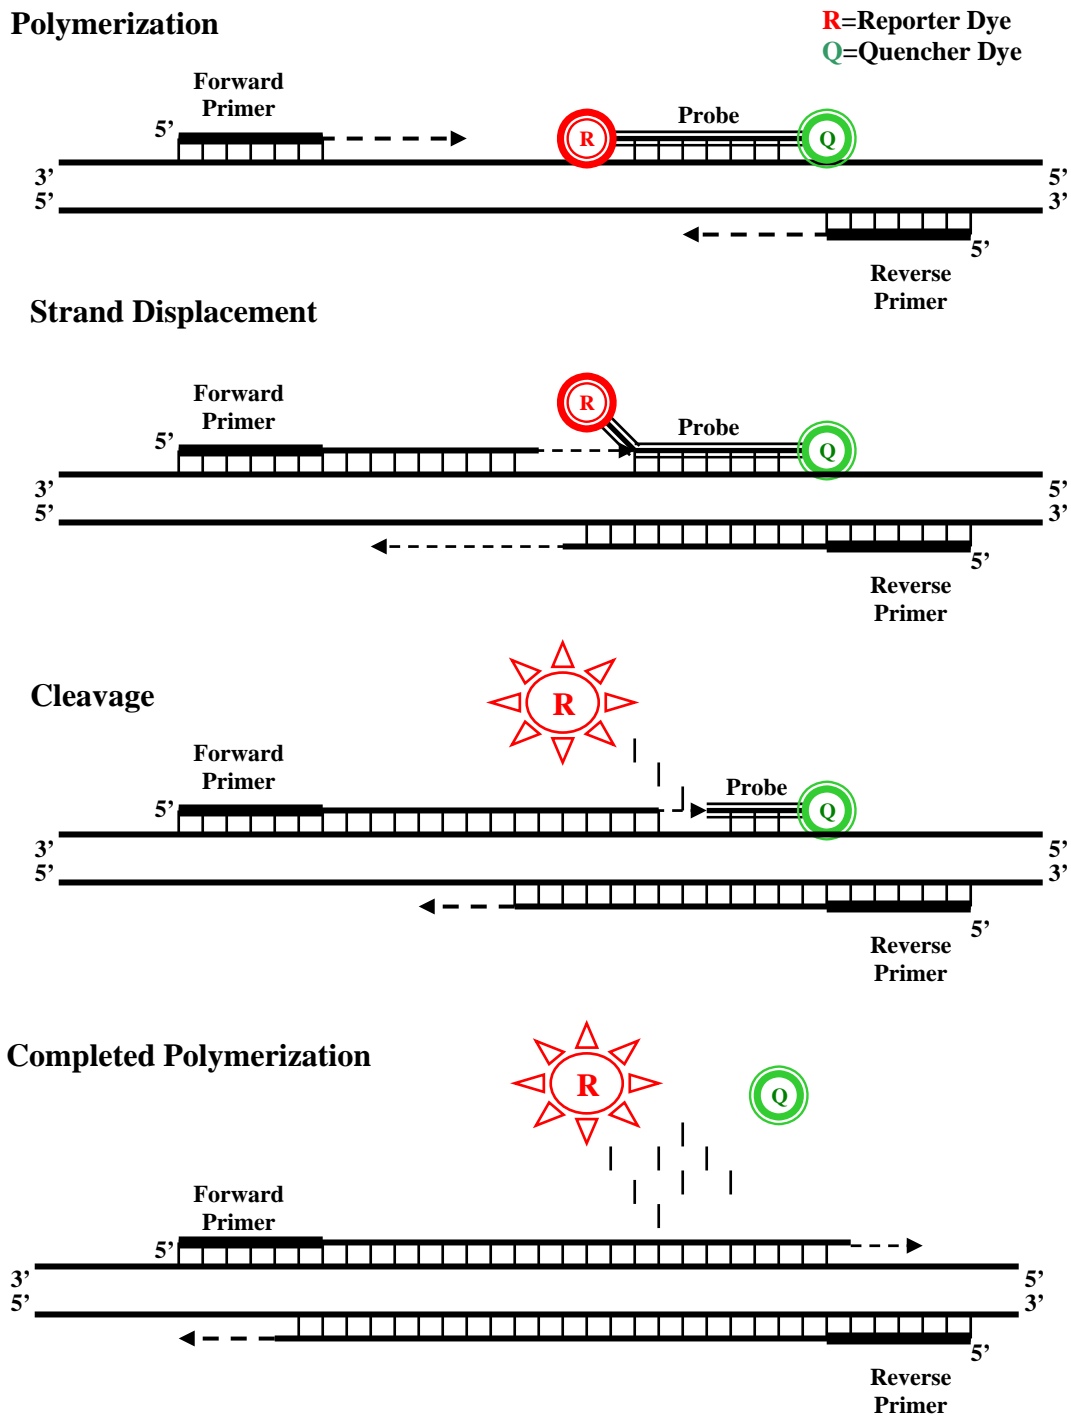 Polymerization
R=Reporter Dye
Q=Quencher Dye
Forward
Primer
5’
R
Probe
Q
3’
5’
5’
3’
5’
Reverse
Primer
Strand Displacement
Forward
Primer
5’
R
Probe
Q
3’
5’
5’
3’
5’
Reverse
Primer
Cleavage
R
Forward
Primer
5’
Probe
Q
3’
5’
5’
3’
5’
Reverse
Primer
Completed Polymerization
R
Q
Forward
Primer
5’
3’
5’
5’
3’
5’
Reverse
Primer